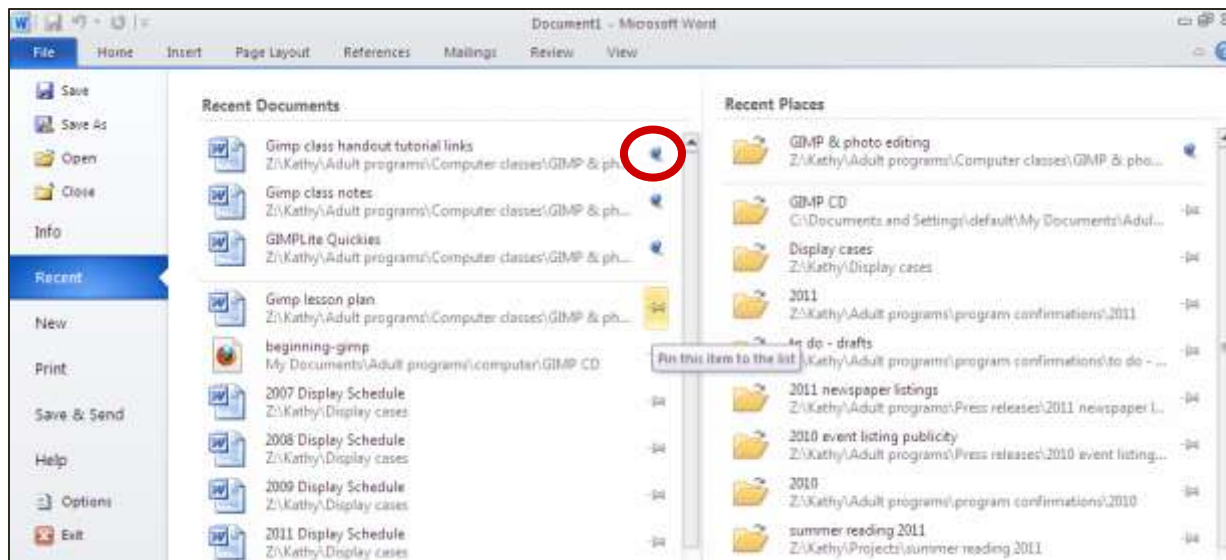 Document1 - Microsoft Word
File Home Insert Page Layout References Mailings Review View
Save
Save As
Open
Close
Info
Recent
New
Print
Save & Send
Help
Options
Exit
Recent Documents
Gimp class handout tutorial links
Z:\Kathy\Adult programs\Computer classes\GIMP & ph...
Gimp class notes
Z:\Kathy\Adult programs\Computer classes\GIMP & ph...
GIMPLite Quickies
Z:\Kathy\Adult programs\Computer classes\GIMP & ph...
Gimp lesson plan
Z:\Kathy\Adult programs\Computer classes\GIMP & ph...
Pin this item to the list
beginning-gimp
My Documents\Adult programs\computer\GIMP CD
2007 Display Schedule
Z:\Kathy\Display cases
2008 Display Schedule
Z:\Kathy\Display cases
2009 Display Schedule
Z:\Kathy\Display cases
2011 Display Schedule
Z:\Kathy\Display cases
Recent Places
GIMP & photo editing
Z:\Kathy\Adult programs\Computer classes\GIMP & pho...
GIMP CD
C:\Documents and Settings\default\My Documents\Adul...
Display cases
Z:\Kathy\Display cases
2011
Z:\Kathy\Adult programs\program confirmations\2011
to do - drafts
\Kathy\Adult programs\program confirmations\to do - ...
2011 newspaper listings
Z:\Kathy\Adult programs\Press releases\2011 newspaper l...
2010 event listing publicity
Z:\Kathy\Adult programs\Press releases\2010 event listing...
2010
Z:\Kathy\Adult programs\program confirmations\2010
summer reading 2011
Z:\Kathy\Projects\summer reading 2011